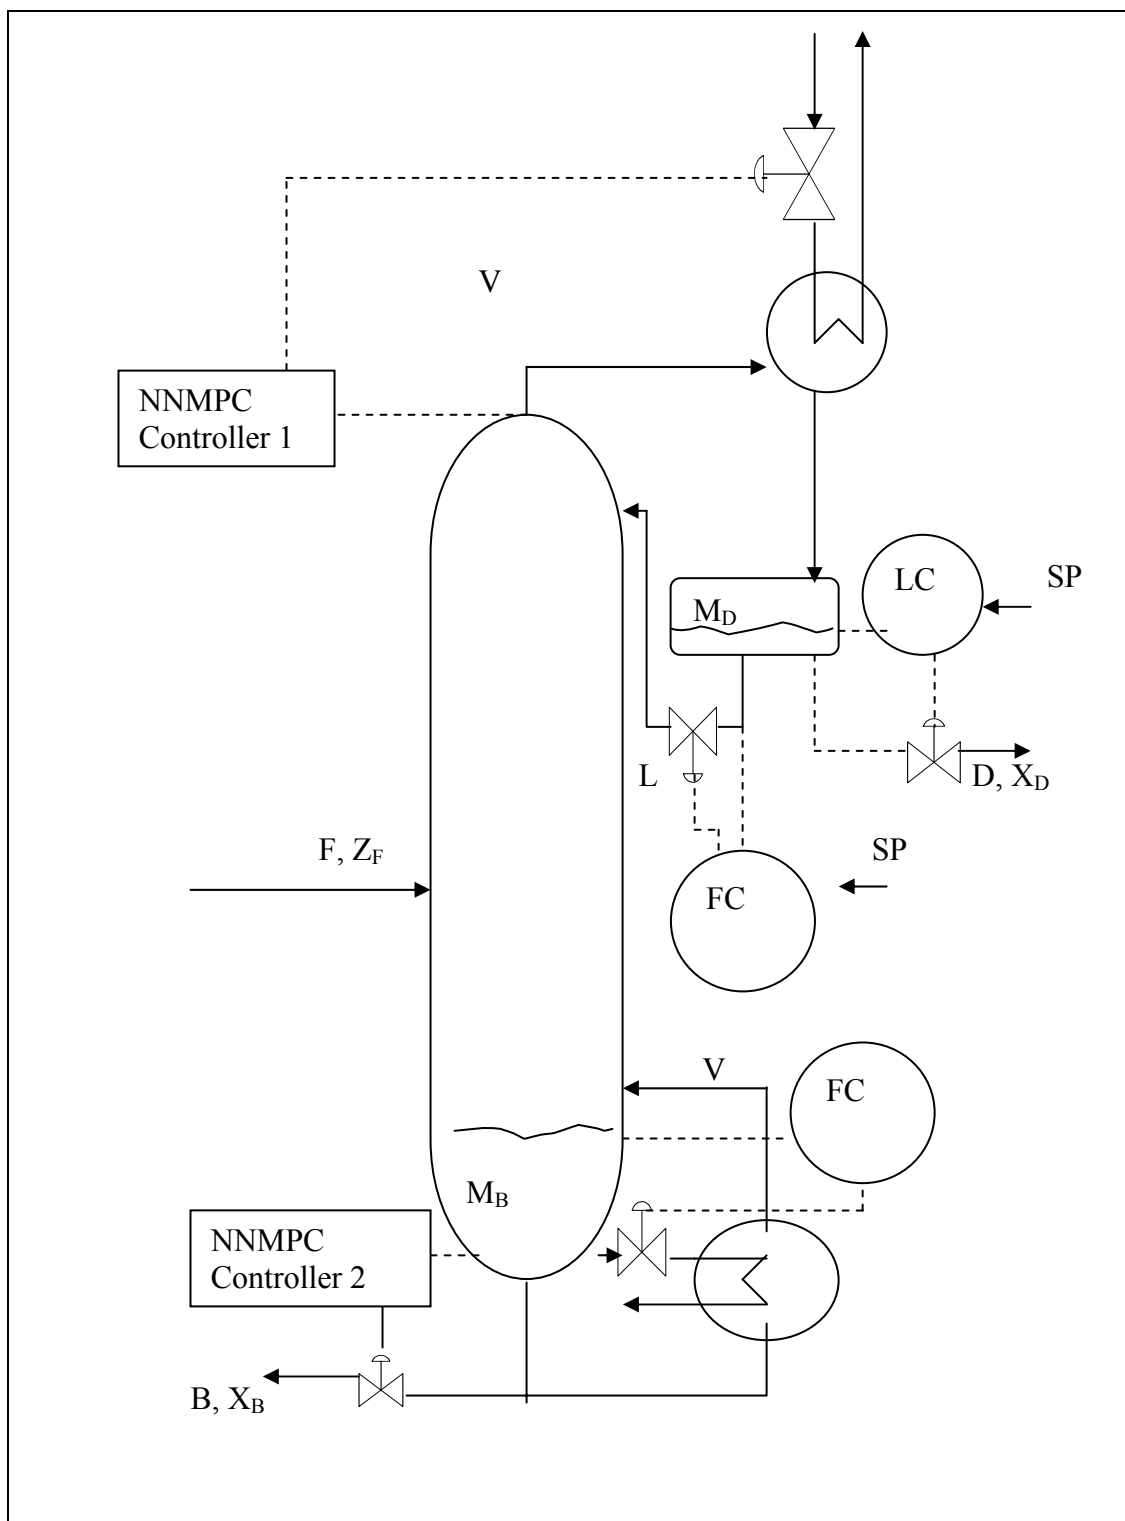 V
NNMPC
Controller 1
LC
SP
M_D
L
D, X_D
F, Z_F
SP
FC
V
FC
M_B
NNMPC
Controller 2
B, X_B